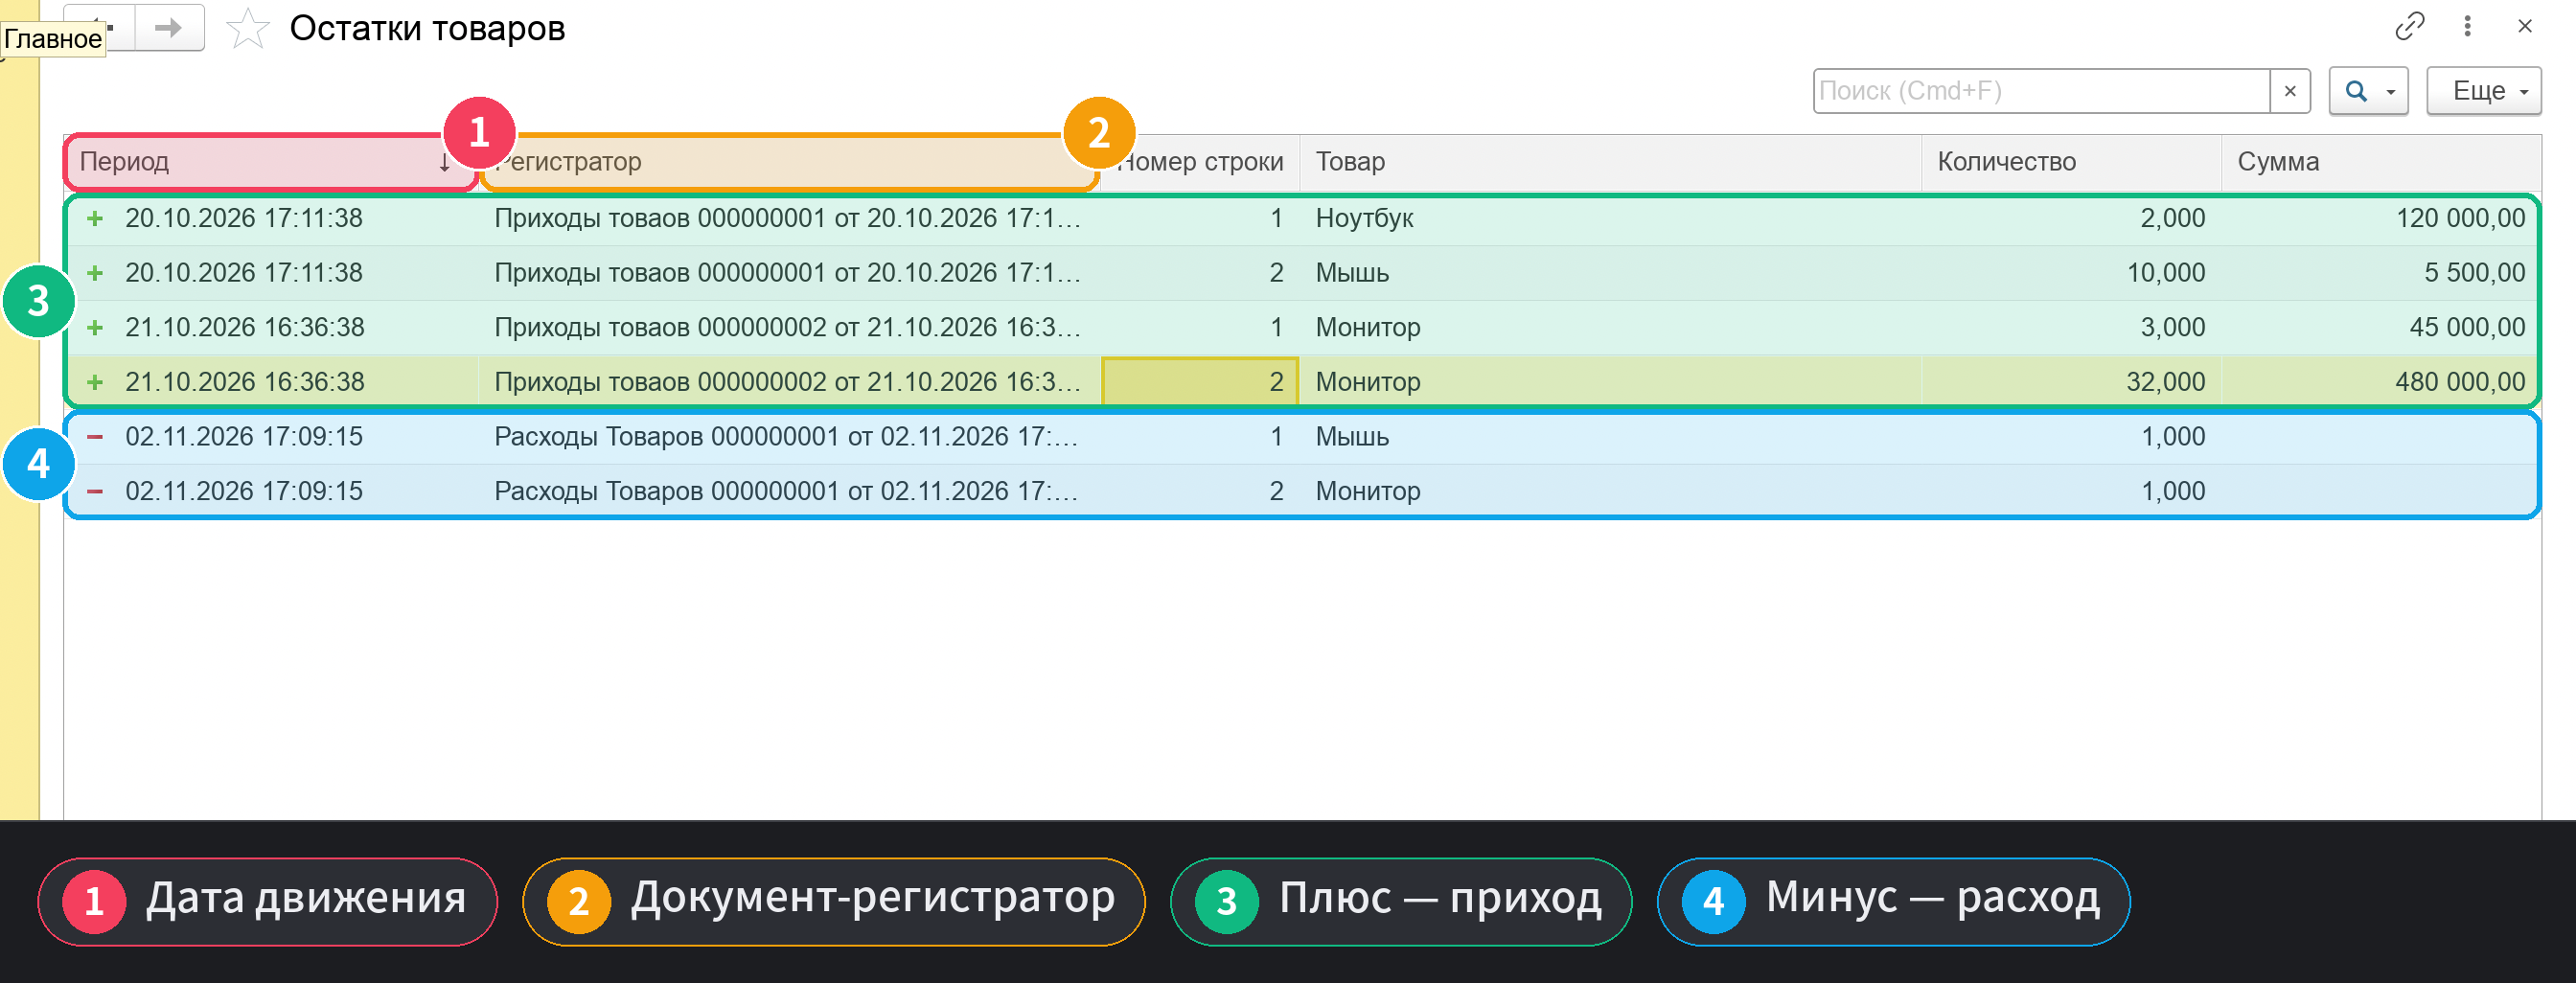 Главное
Остатки товаров
Поиск (Cmd+F) × Еще
1 2
Период ↓ Регистратор Номер строки Товар Количество Сумма
+ 20.10.2026 17:11:38 Приходы товаов 000000001 от 20.10.2026 17:1... 1 Ноутбук 2,000 120 000,00
+ 20.10.2026 17:11:38 Приходы товаов 000000001 от 20.10.2026 17:1... 2 Мышь 10,000 5 500,00
3
+ 21.10.2026 16:36:38 Приходы товаов 000000002 от 21.10.2026 16:3... 1 Монитор 3,000 45 000,00
+ 21.10.2026 16:36:38 Приходы товаов 000000002 от 21.10.2026 16:3... 2 Монитор 32,000 480 000,00
− 02.11.2026 17:09:15 Расходы Товаров 000000001 от 02.11.2026 17:... 1 Мышь 1,000
4
− 02.11.2026 17:09:15 Расходы Товаров 000000001 от 02.11.2026 17:... 2 Монитор 1,000
1 Дата движения 2 Документ-регистратор 3 Плюс — приход 4 Минус — расход